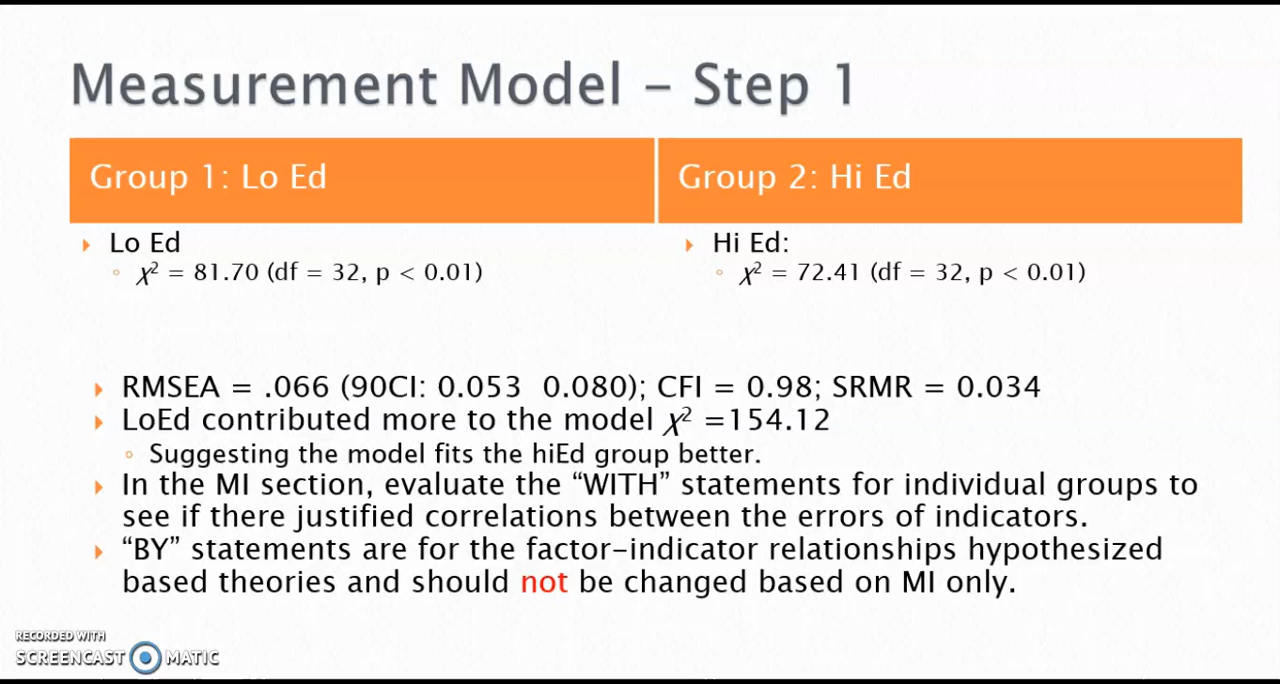 Measurement Model – Step 1
Group 1: Lo Ed
Group 2: Hi Ed
Lo Ed
χ² = 81.70 (df = 32, p < 0.01)
Hi Ed:
χ² = 72.41 (df = 32, p < 0.01)
RMSEA = .066 (90CI: 0.053 0.080); CFI = 0.98; SRMR = 0.034
LoEd contributed more to the model χ² =154.12
Suggesting the model fits the hiEd group better.
In the MI section, evaluate the “WITH” statements for individual groups to
see if there justified correlations between the errors of indicators.
“BY” statements are for the factor-indicator relationships hypothesized
based theories and should not be changed based on MI only.
RECORDED WITH
SCREENCAST MATIC